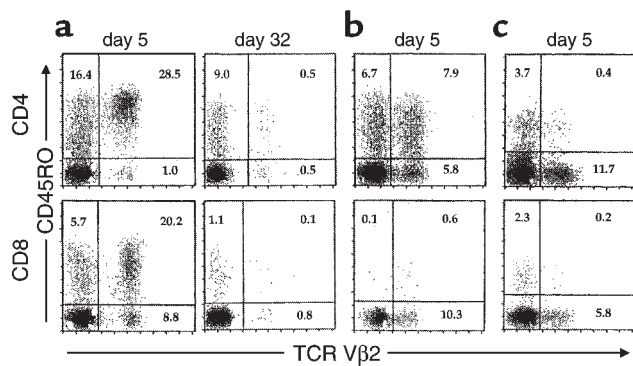 a b c
day 5 day 32 day 5 day 5
CD4
16.4 28.5 9.0 0.5 6.7 7.9 3.7 0.4
1.0 0.5 5.8 11.7
CD45RO
CD8
5.7 20.2 1.1 0.1 0.1 0.6 2.3 0.2
8.8 0.8 10.3 5.8
TCR Vβ2